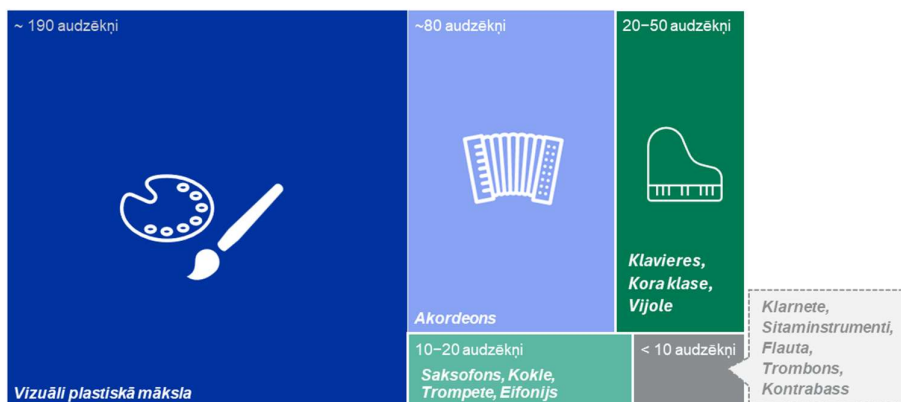 ~ 190 audzēkņi
Vizuāli plastiskā māksla
~80 audzēkņi
Akordeons
20–50 audzēkņi
Klavieres,
Kora klase,
Vijole
10–20 audzēkņi
Saksofons, Kokle,
Trompete, Eifonijs
< 10 audzēkņi
Klarnete,
Sitaminstrumenti,
Flauta,
Trombons,
Kontrabass